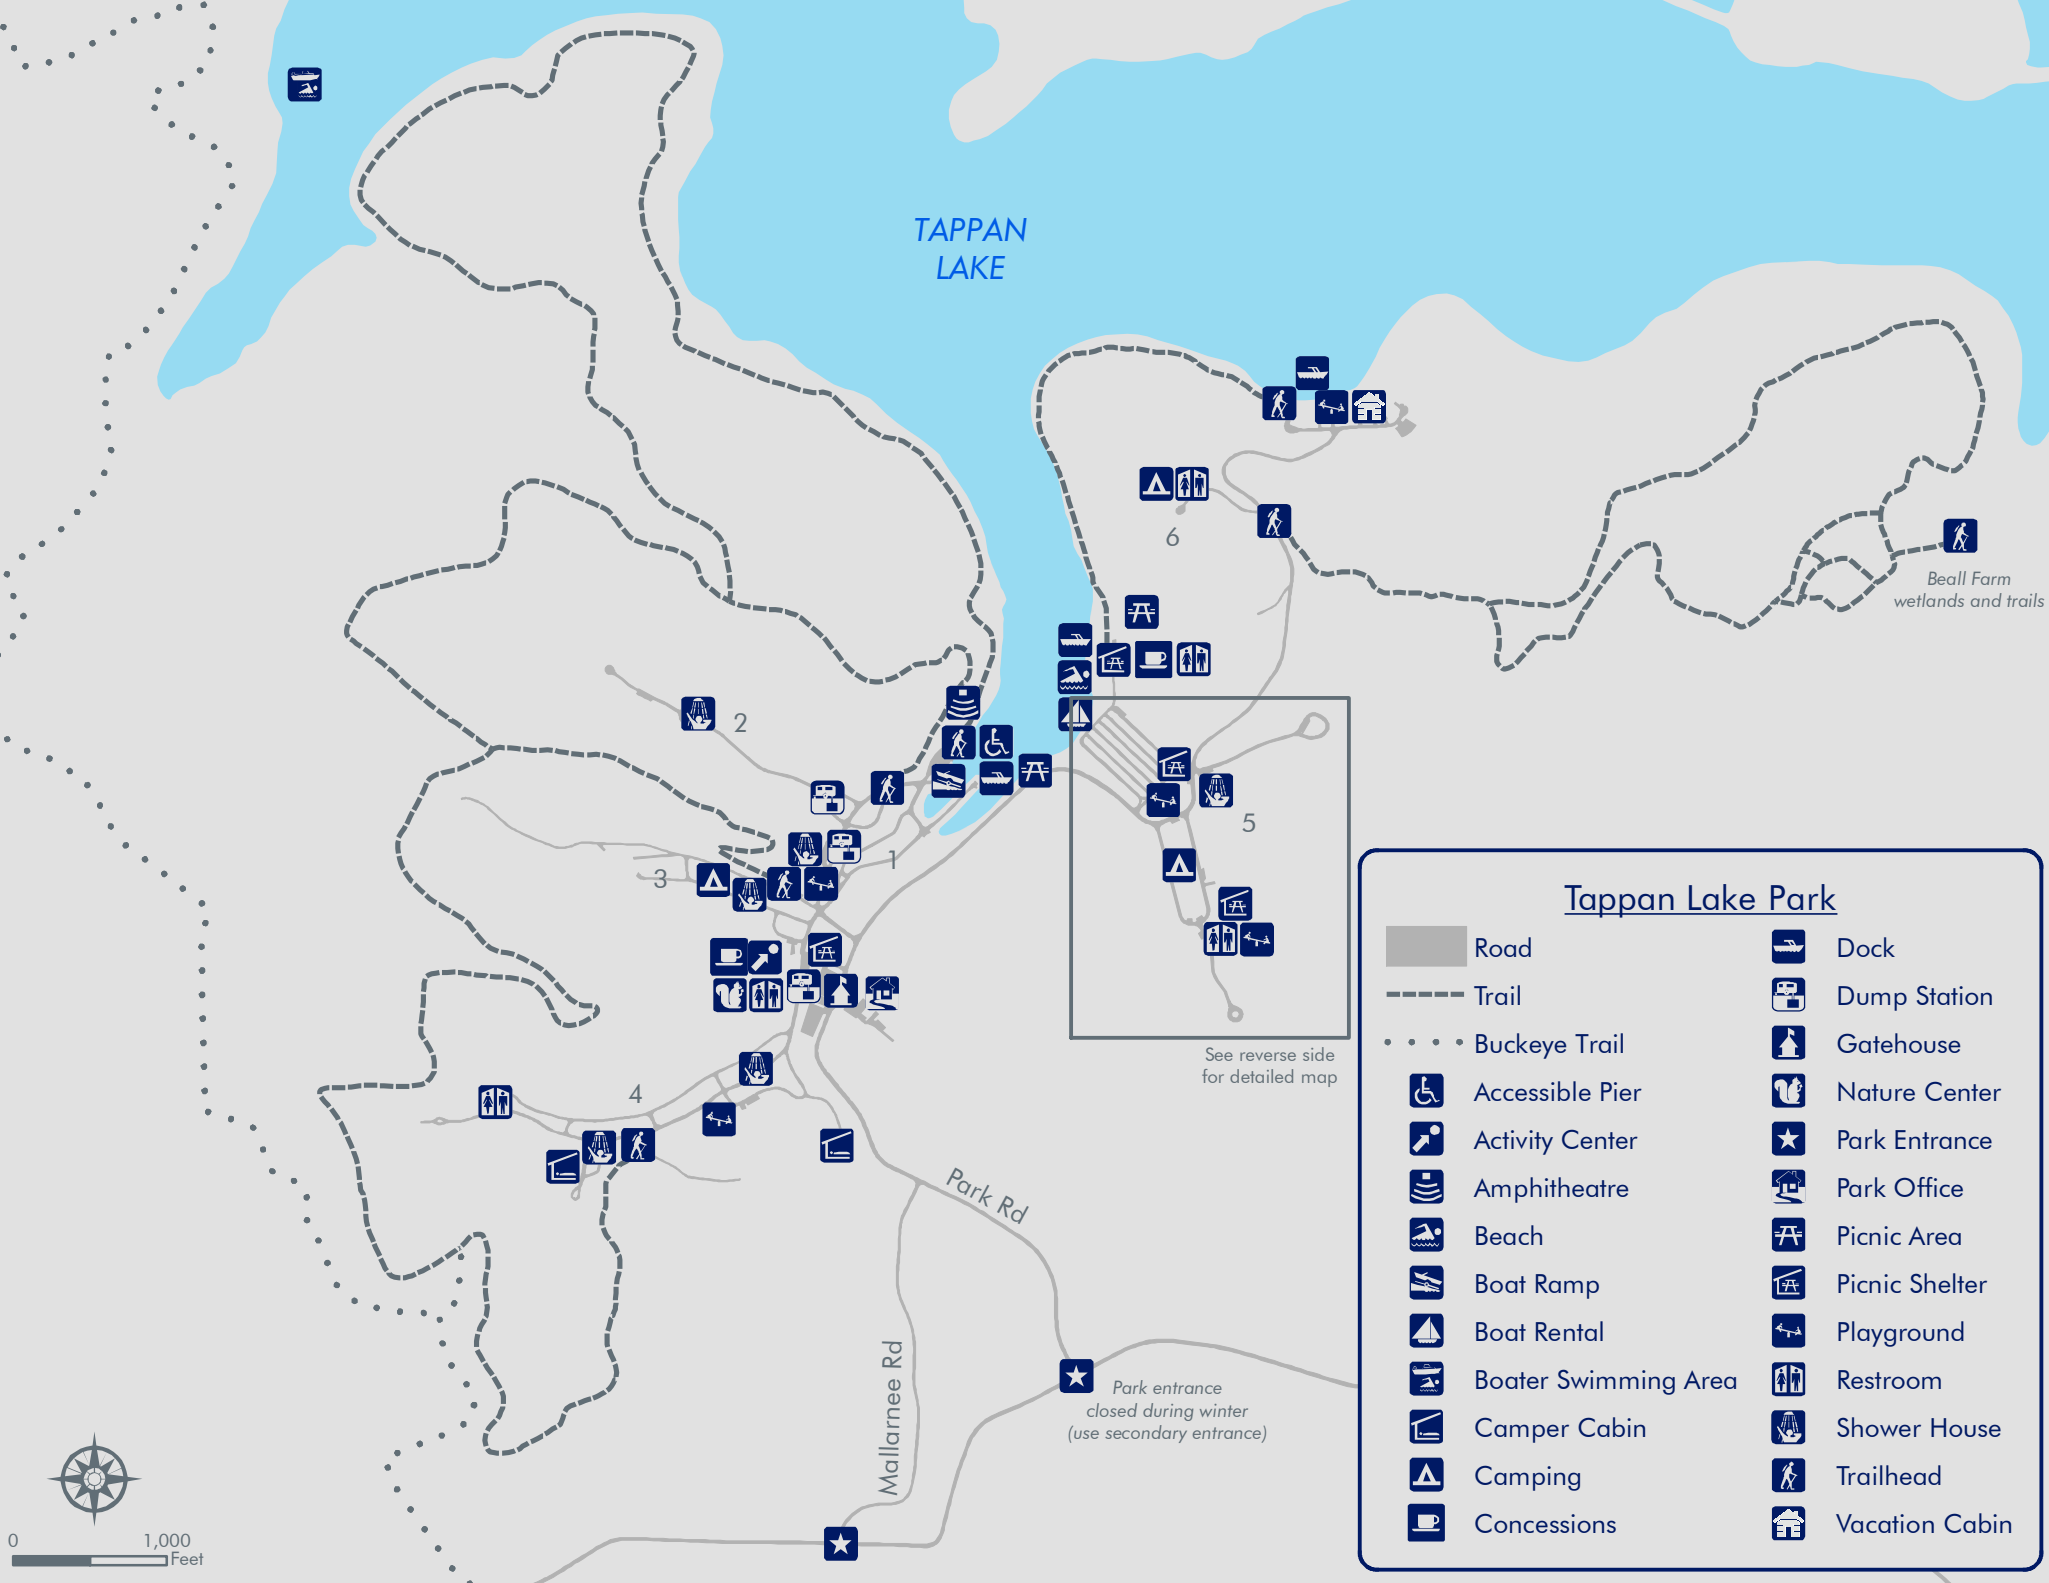 TAPPAN
LAKE
6
Beall Farm
wetlands and trails
2
5
1
3
See reverse side
for detailed map
4
Park Rd
Mallarnee Rd
Park entrance
closed during winter
(use secondary entrance)
0 1,000
Feet
Tappan Lake Park
Road
Trail
Buckeye Trail
Accessible Pier
Activity Center
Amphitheatre
Beach
Boat Ramp
Boat Rental
Boater Swimming Area
Camper Cabin
Camping
Concessions
Dock
Dump Station
Gatehouse
Nature Center
Park Entrance
Park Office
Picnic Area
Picnic Shelter
Playground
Restroom
Shower House
Trailhead
Vacation Cabin